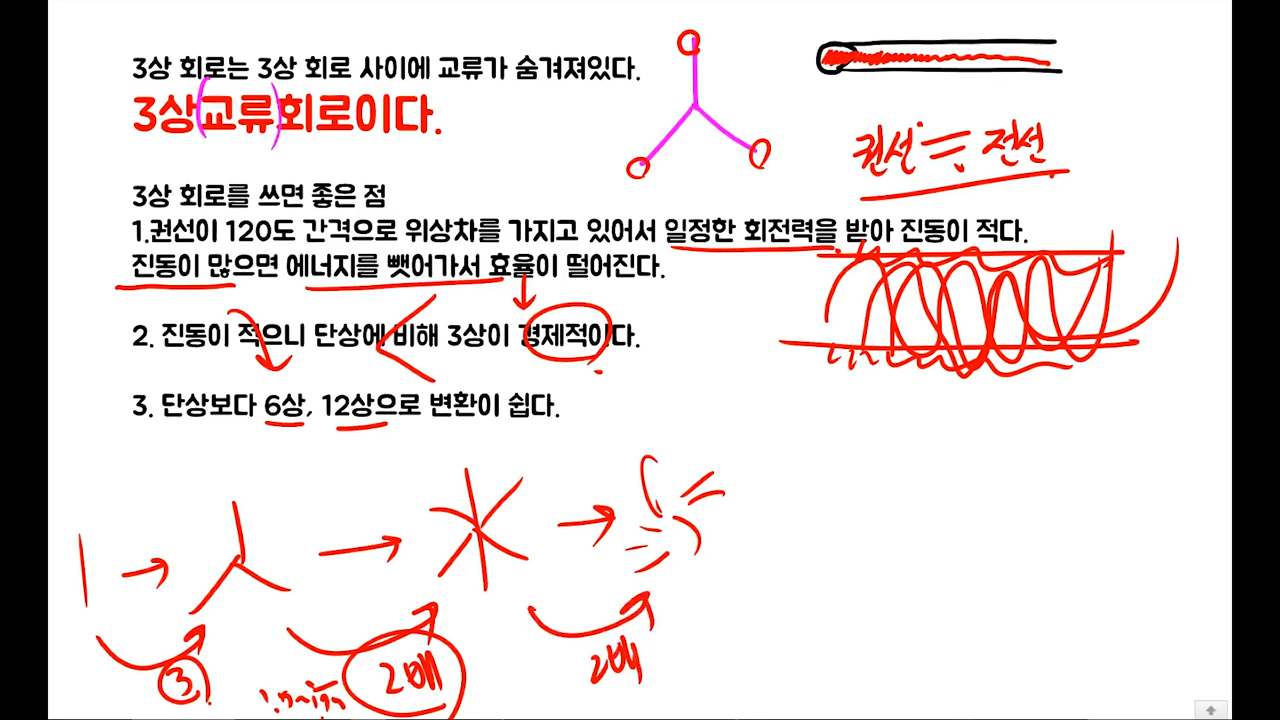 3상 회로는 3상 회로 사이에 교류가 숨겨져있다.
3상(교류)회로이다.
권선 = 전선
3상 회로를 쓰면 좋은 점
1.권선이 120도 간격으로 위상차를 가지고 있어서 일정한 회전력을 받아 진동이 적다.
진동이 많으면 에너지를 뺏어가서 효율이 떨어진다.
2. 진동이 적으니 단상에 비해 3상이 경제적이다.
3. 단상보다 6상, 12상으로 변환이 쉽다.
3 2배 2배